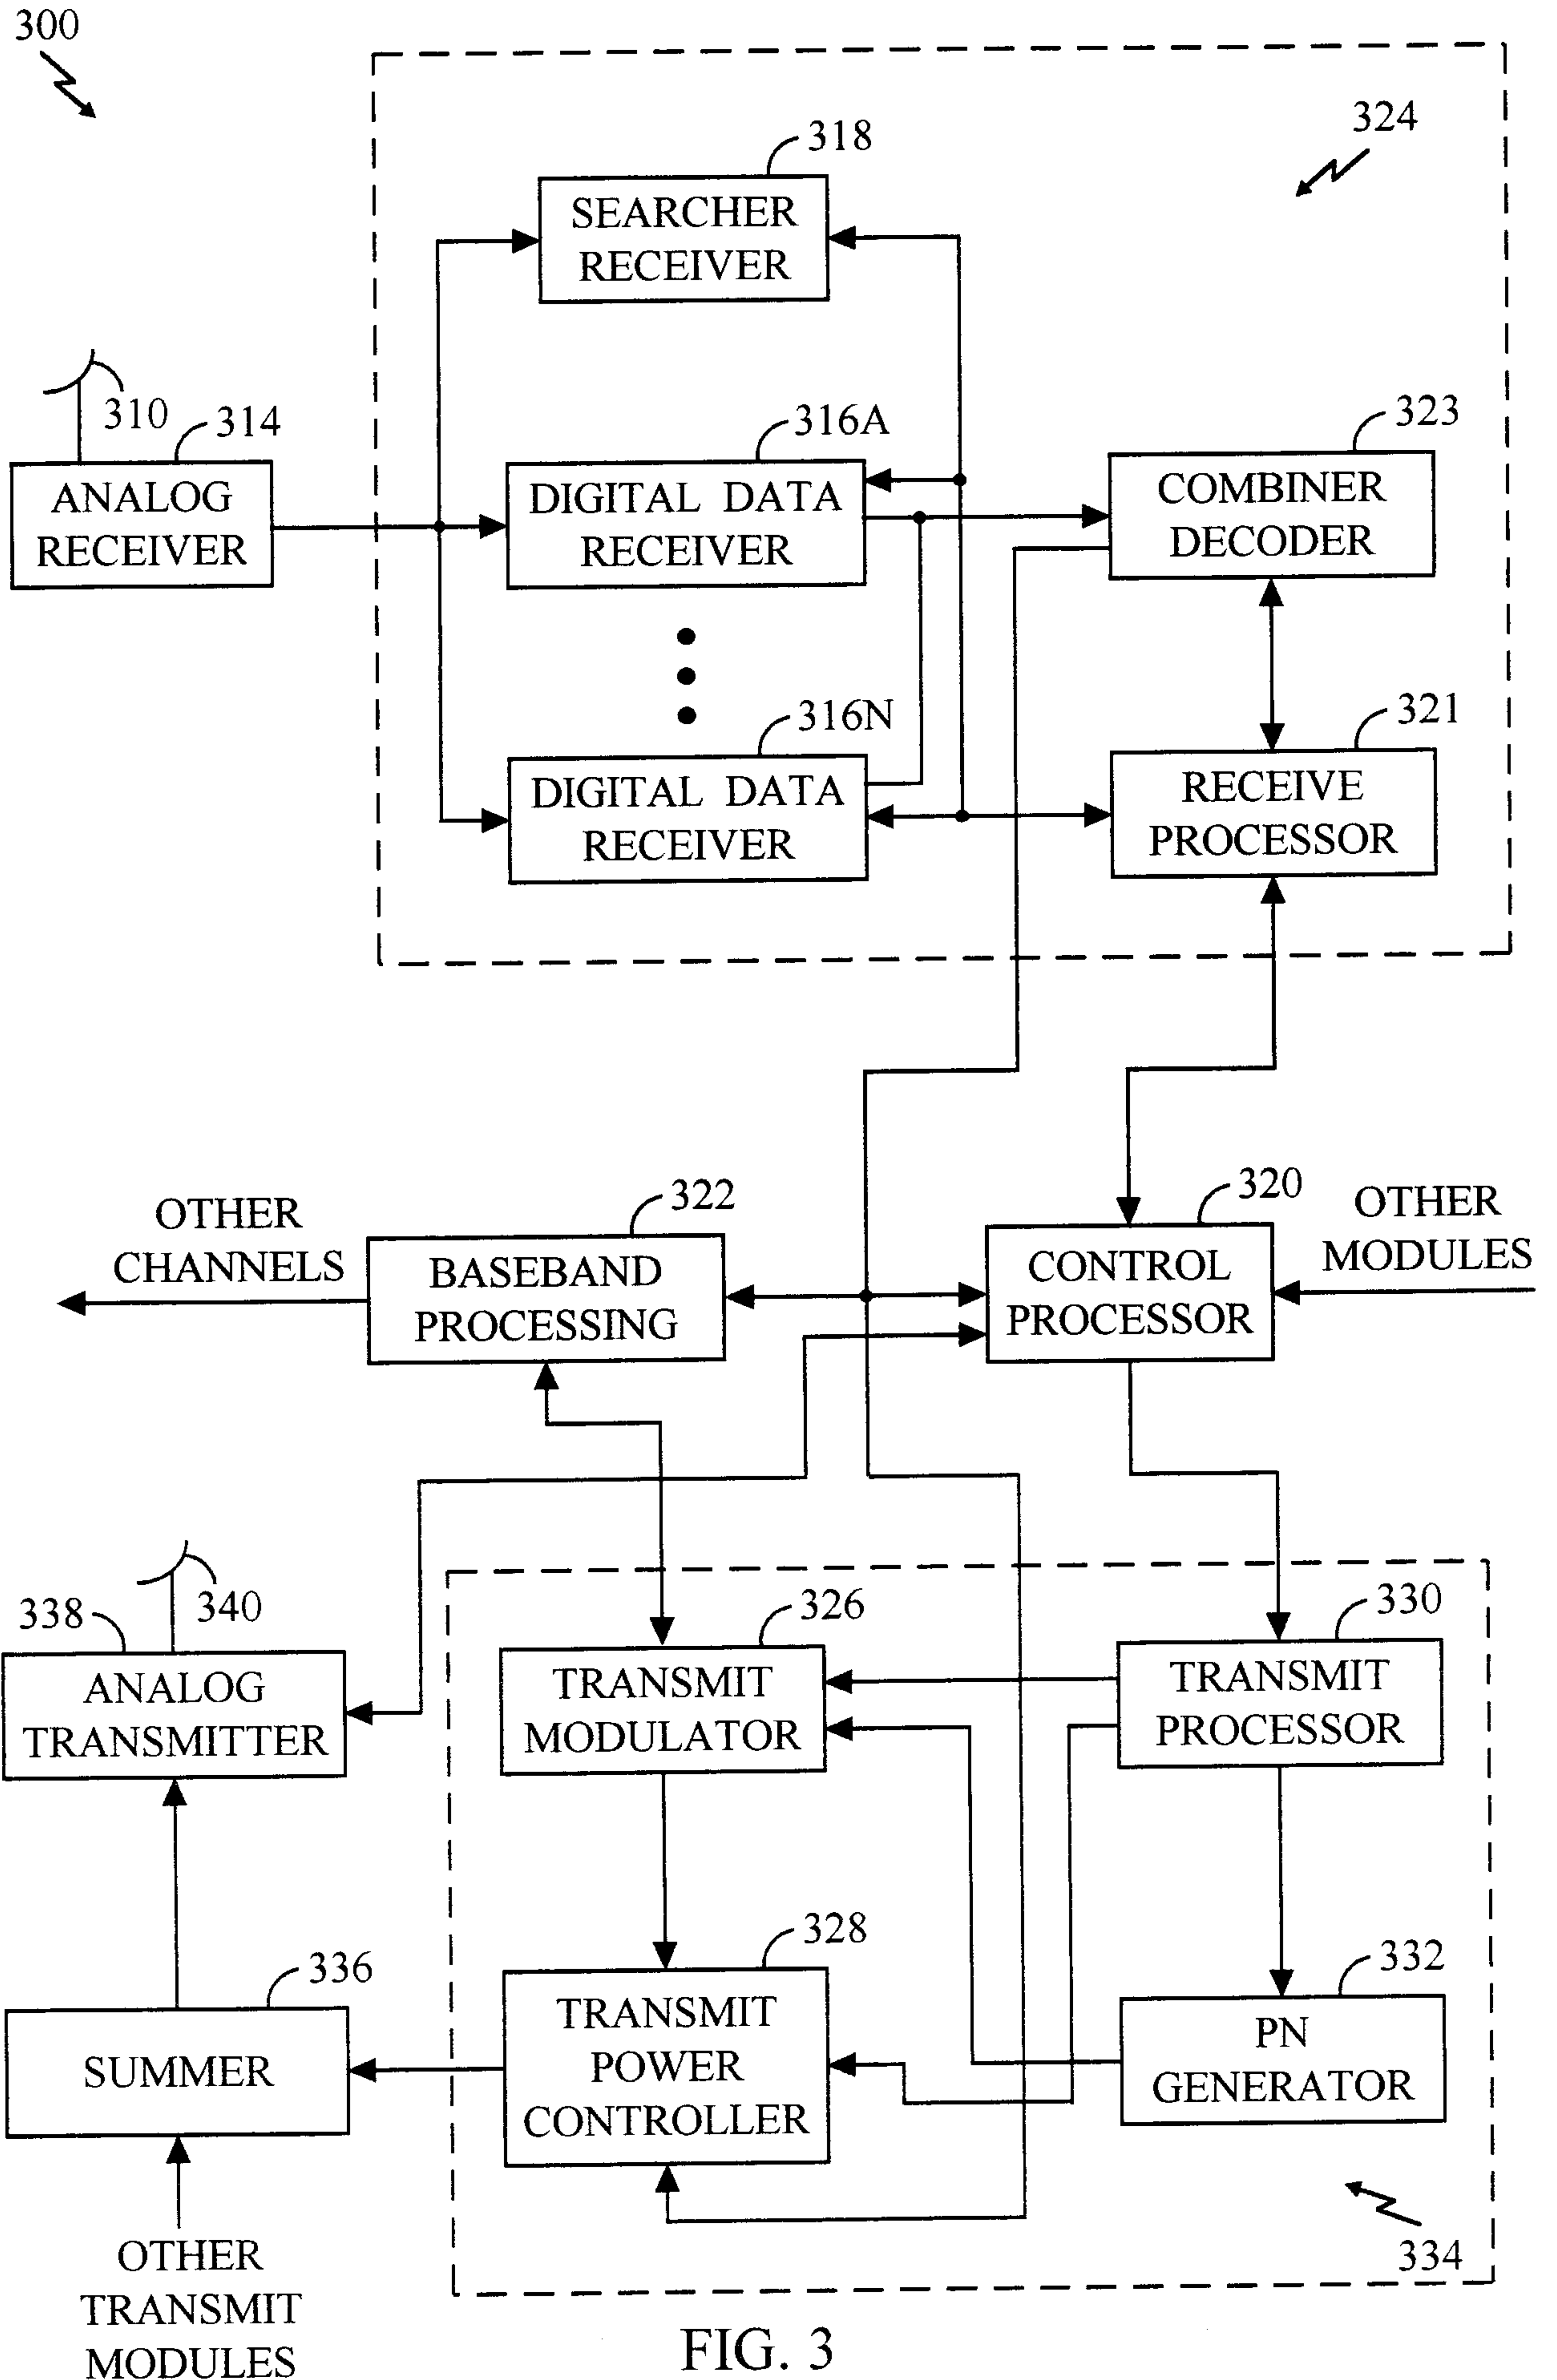 300
324
318
SEARCHER
RECEIVER
310
314
ANALOG
RECEIVER
316A
DIGITAL DATA
RECEIVER
323
COMBINER
DECODER
316N
DIGITAL DATA
RECEIVER
321
RECEIVE
PROCESSOR
OTHER
CHANNELS
322
BASEBAND
PROCESSING
320
CONTROL
PROCESSOR
OTHER
MODULES
338
340
ANALOG
TRANSMITTER
326
TRANSMIT
MODULATOR
330
TRANSMIT
PROCESSOR
336
SUMMER
328
TRANSMIT
POWER
CONTROLLER
332
PN
GENERATOR
334
OTHER
TRANSMIT
MODULES
FIG. 3